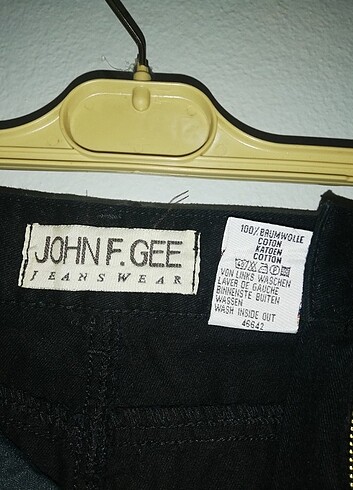 JOHN F. GEE
JEANSWEAR
100% BAUMWOLLE
COTON
KATOEN
COTTON
VON LINKS WASCHEN
LAVER DE GAUCHE
BINNENSTE BUITEN
WASSEN
WASH INSIDE OUT
46642